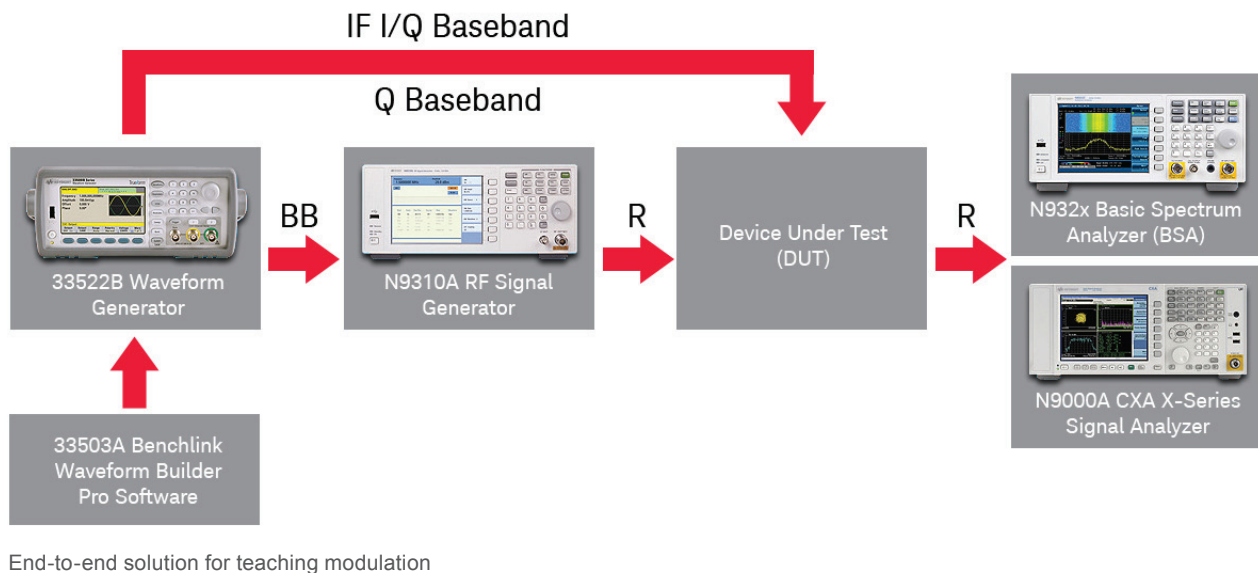 IF I/Q Baseband
Q Baseband
33522B Waveform
Generator
BB
N9310A RF Signal
Generator
R
Device Under Test
(DUT)
R
N932x Basic Spectrum
Analyzer (BSA)
N9000A CXA X-Series
Signal Analyzer
33503A Benchlink
Waveform Builder
Pro Software
End-to-end solution for teaching modulation